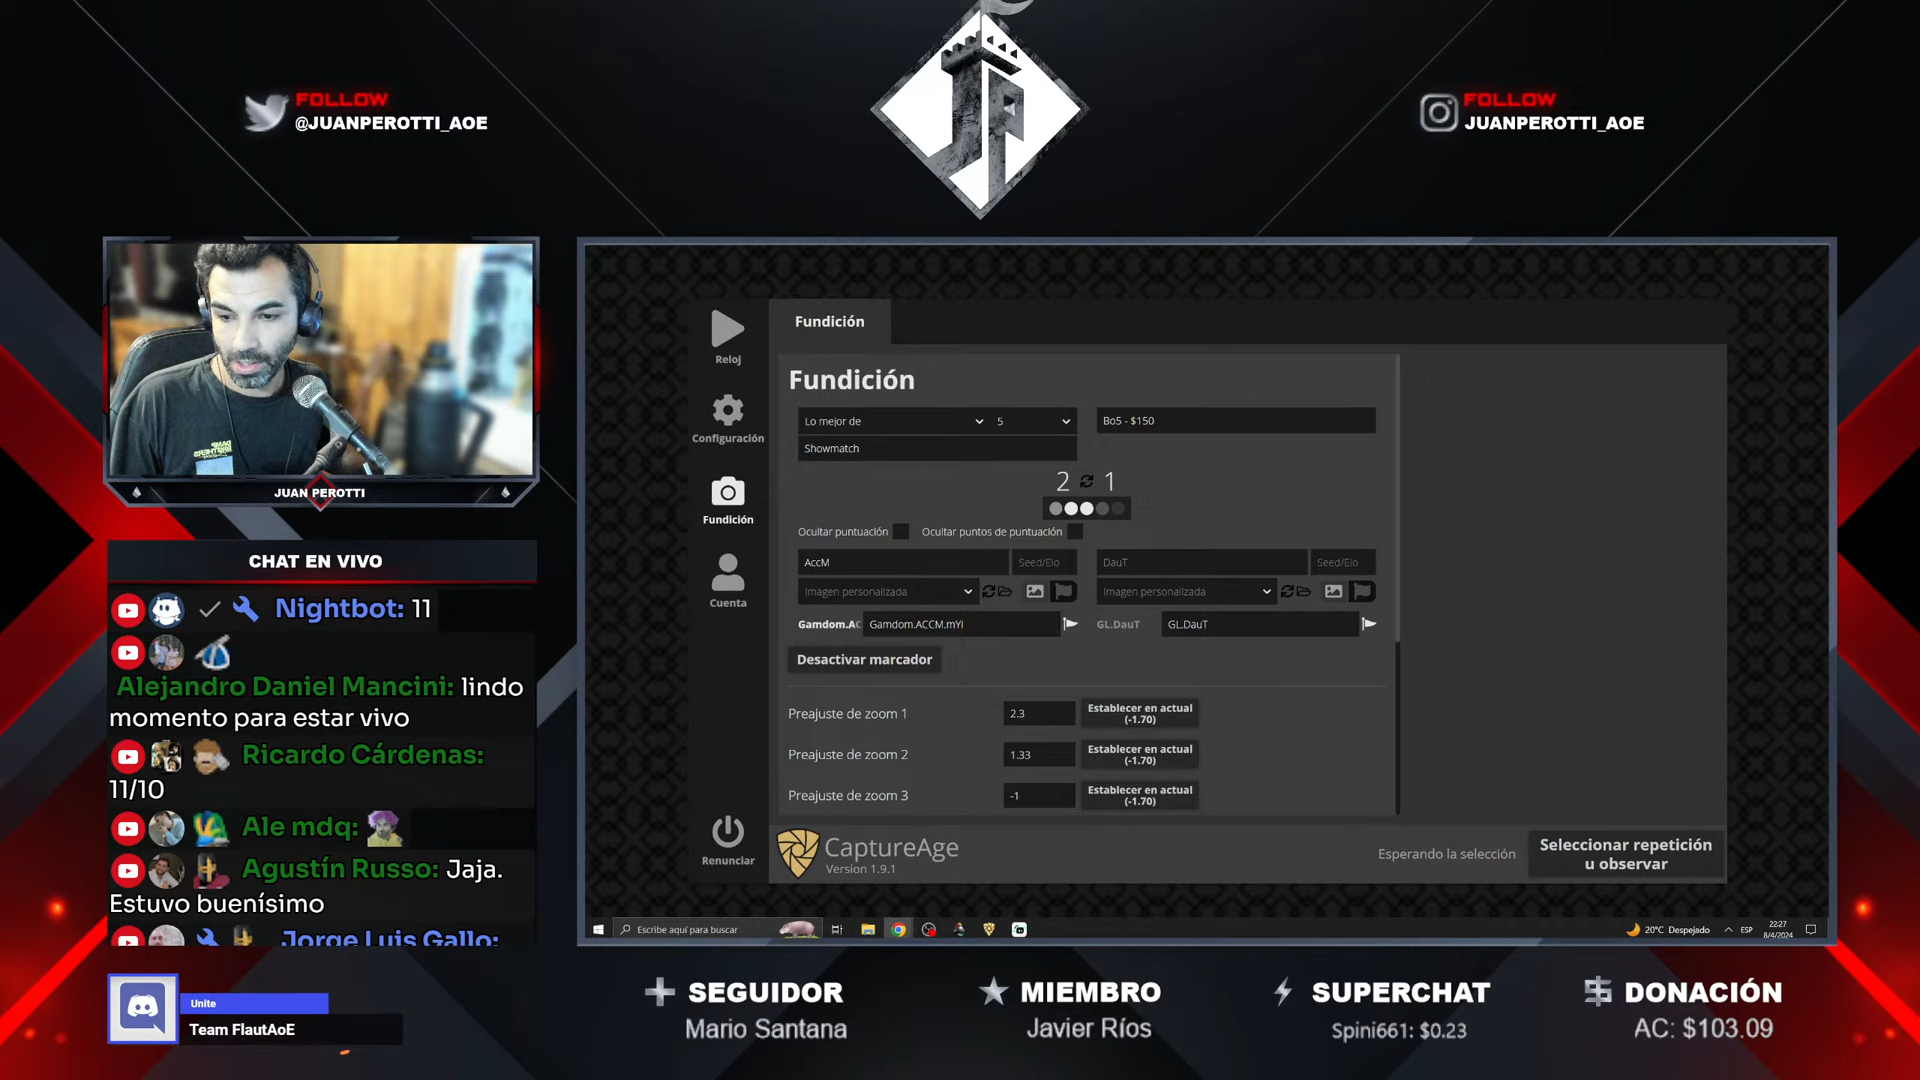 FOLLOW
@JUANPEROTTI_AOE
FOLLOW
JUANPEROTTI_AOE
JUAN PEROTTI
CHAT EN VIVO
Nightbot: 11
Alejandro Daniel Mancini: lindo
momento para estar vivo
Ricardo Cárdenas:
11/10
Ale mdq:
Agustín Russo: Jaja.
Estuvo buenísimo
Jorge Luis Gallo:
Unite
Team FlautAoE
Reloj
Configuración
Fundición
Cuenta
Renunciar
Fundición
Fundición
Lo mejor de 5
Bo5 - $150
Showmatch
2 1
Ocultar puntuación
Ocultar puntos de puntuación
AccM Seed/Elo
DauT Seed/Elo
Imagen personalizada
Imagen personalizada
Gamdom.AC Gamdom.ACCM.mYi
GL.DauT GL.DauT
Desactivar marcador
Preajuste de zoom 1 2.3 Establecer en actual
(-1.70)
Preajuste de zoom 2 1.33 Establecer en actual
(-1.70)
Preajuste de zoom 3 -1 Establecer en actual
(-1.70)
CaptureAge
Version 1.9.1
Esperando la selección
Seleccionar repetición
u observar
Escribe aquí para buscar
20°C Despejado
ESP
22:27
8/4/2024
SEGUIDOR
Mario Santana
MIEMBRO
Javier Ríos
SUPERCHAT
Spini661: $0.23
DONACIÓN
AC: $103.09